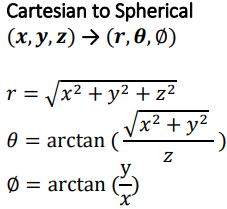 Cartesian to Spherical
(x, y, z) → (r, θ, Ø)
r = √(x² + y² + z²)
θ = arctan (√(x² + y²) / z)
Ø = arctan (y/x)